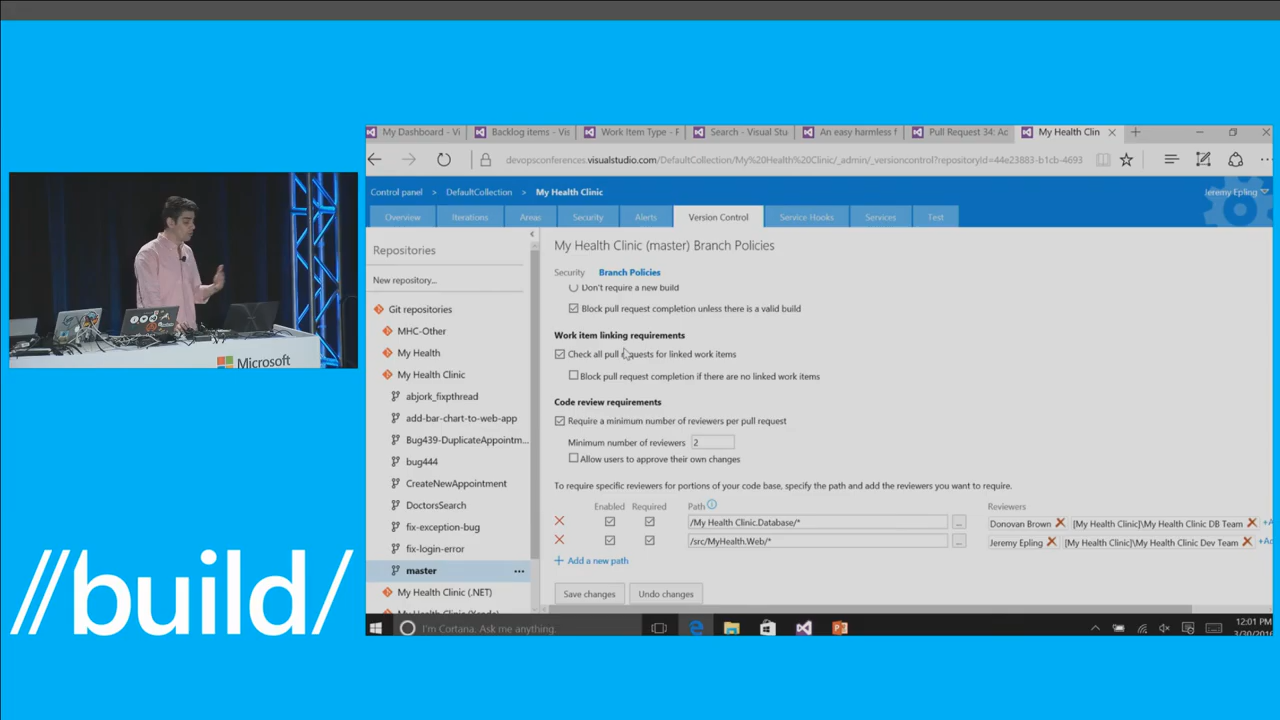 My Dashboard - Vi
Backlog items - Vis
Work Item Type - F
Search - Visual Stu
An easy harmless f
Pull Request 34: Ac
My Health Clin
devopsconferences.visualstudio.com/DefaultCollection/My%20Health%20Clinic/_admin/_versioncontrol?repositoryId=44e23883-b1cb-4693
Control panel > DefaultCollection > My Health Clinic
Jeremy Epling
Overview Iterations Areas Security Alerts Version Control Service Hooks Services Test
Repositories
New repository...
Git repositories
MHC-Other
My Health
My Health Clinic
abjork_fixpthread
add-bar-chart-to-web-app
Bug439-DuplicateAppointm...
bug444
CreateNewAppointment
DoctorsSearch
fix-exception-bug
fix-login-error
master ...
My Health Clinic (.NET)
My Health Clinic (master) Branch Policies
Security Branch Policies
Don't require a new build
Block pull request completion unless there is a valid build
Work item linking requirements
Check all pull requests for linked work items
Block pull request completion if there are no linked work items
Code review requirements
Require a minimum number of reviewers per pull request
Minimum number of reviewers 2
Allow users to approve their own changes
To require specific reviewers for portions of your code base, specify the path and add the reviewers you want to require.
Enabled Required Path Reviewers
/My Health Clinic.Database/* ... Donovan Brown [My Health Clinic]\My Health Clinic DB Team
/src/MyHealth.Web/* ... Jeremy Epling [My Health Clinic]\My Health Clinic Dev Team
+ Add a new path
Save changes Undo changes
I'm Cortana. Ask me anything.
12:01 PM
Microsoft
//build/